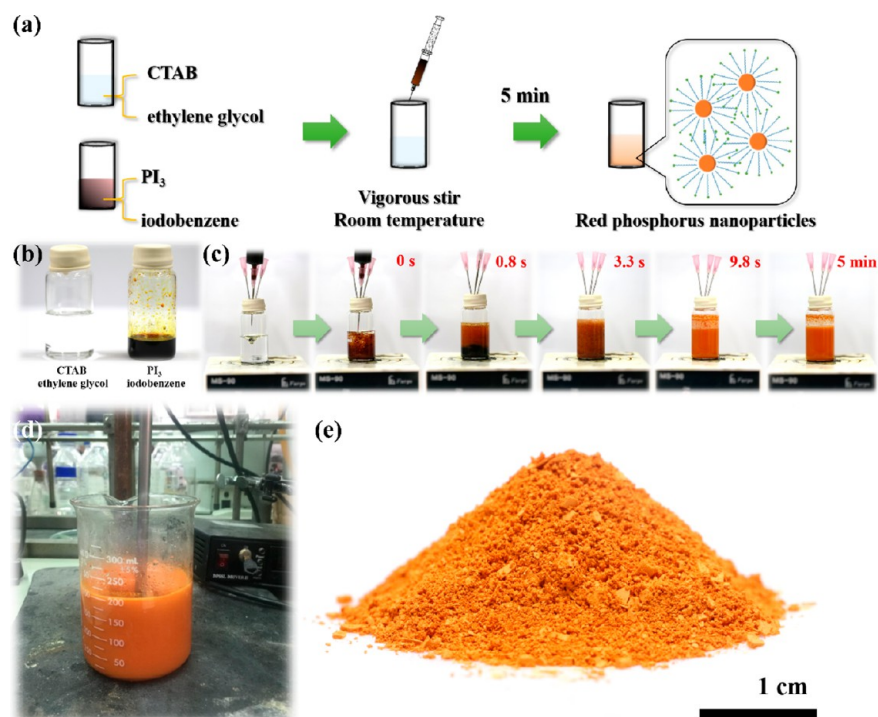 (a)
CTAB
ethylene glycol
PI₃
iodobenzene
Vigorous stir
Room temperature
5 min
Red phosphorus nanoparticles
(b)
CTAB
ethylene glycol
PI₃
iodobenzene
(c)
0 s
0.8 s
3.3 s
9.8 s
5 min
MS-90
MS-90
MS-90
MS-90
MS-90
MS-90
(d)
300 mL
250
200
150
100
50
(e)
1 cm